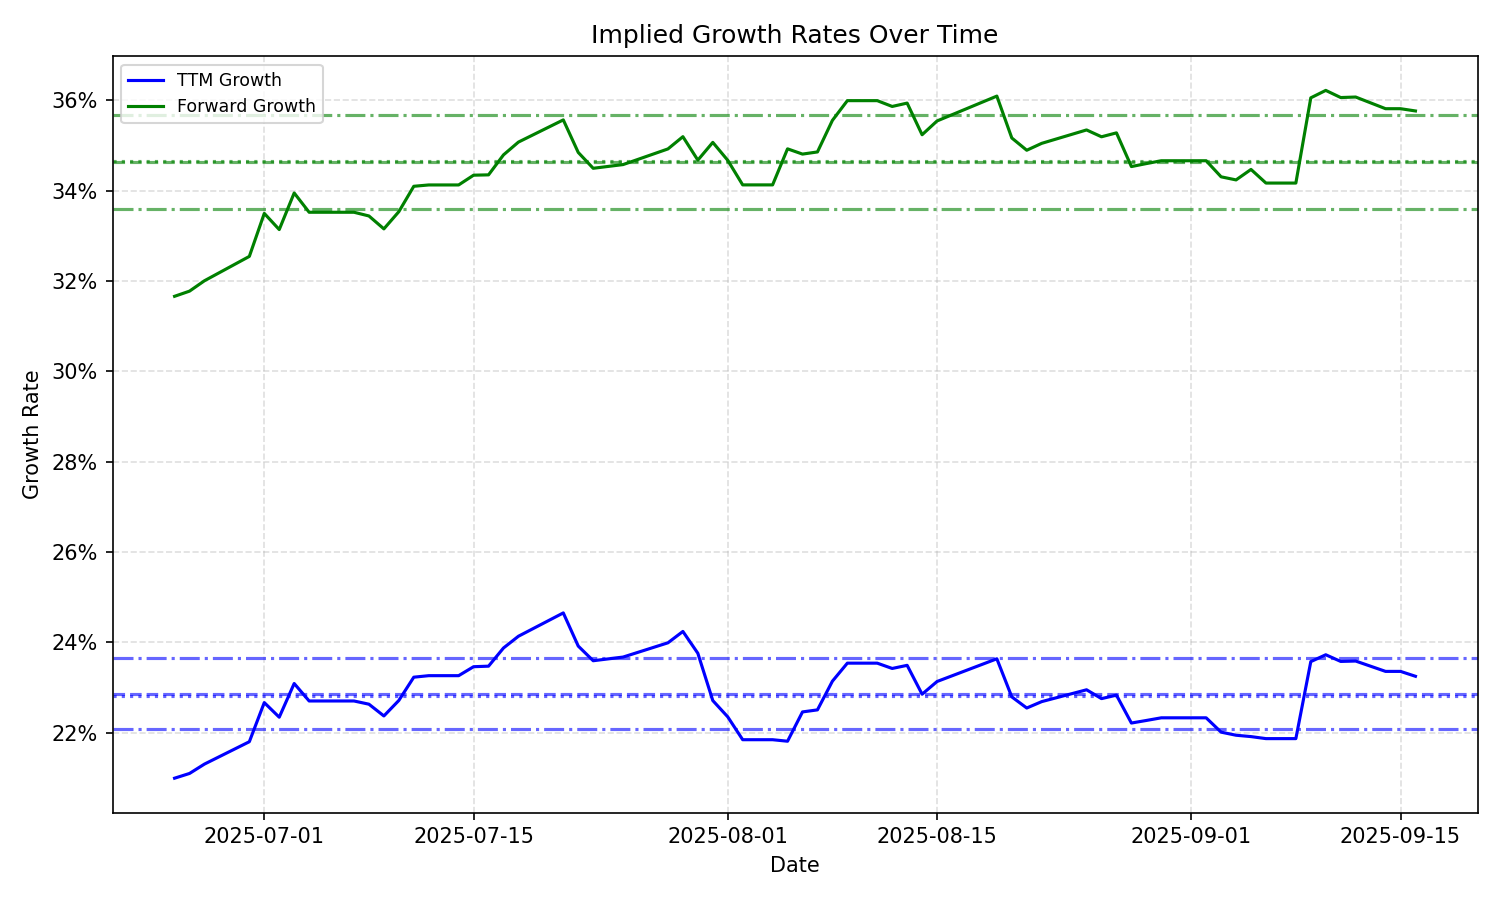 Implied Growth Rates Over Time
TTM Growth
Forward Growth
36%
34%
32%
30%
28%
26%
24%
22%
Growth Rate
2025-07-01
2025-07-15
2025-08-01
2025-08-15
2025-09-01
2025-09-15
Date